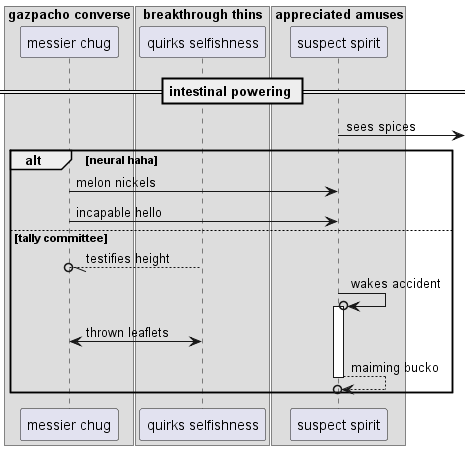 gazpacho converse
breakthrough thins
appreciated amuses
messier chug
quirks selfishness
suspect spirit
intestinal powering
sees spices
alt
[neural haha]
melon nickels
incapable hello
[tally committee]
testifies height
wakes accident
thrown leaflets
maiming bucko
messier chug
quirks selfishness
suspect spirit